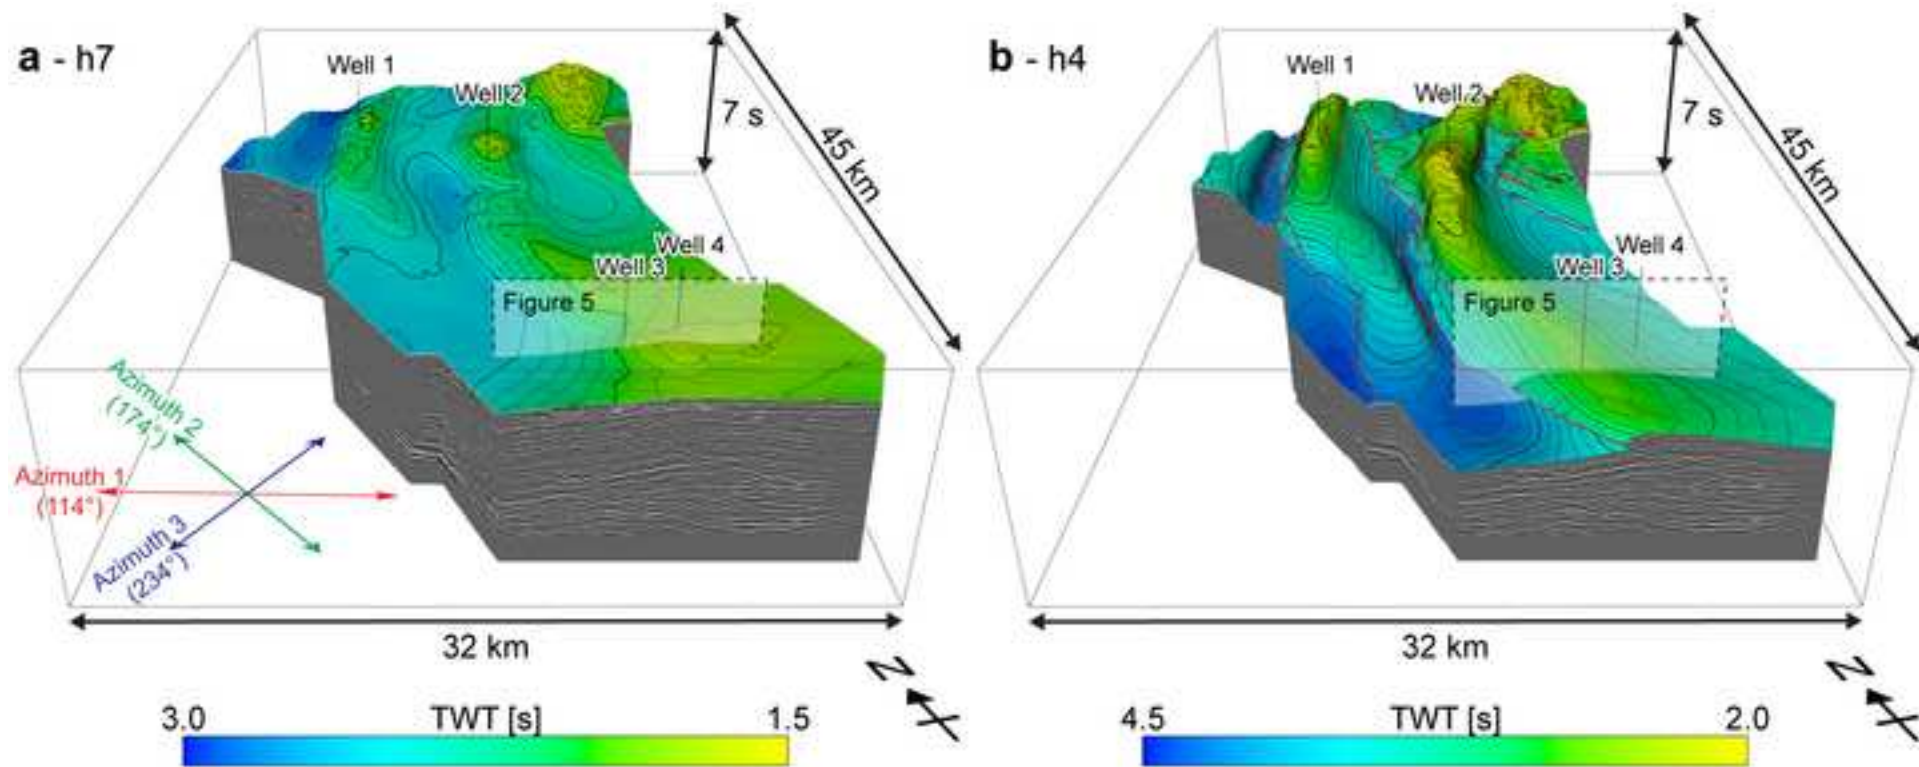 a - h7
Well 1
Well 2
7 s
45 km
Well 4
Well 3
Figure 5
Azimuth 2
(174°)
Azimuth 1
(114°)
Azimuth 3
(234°)
32 km
N
3.0 TWT [s] 1.5
b - h4
Well 1
Well 2
7 s
45 km
Well 4
Well 3
Figure 5
32 km
N
4.5 TWT [s] 2.0